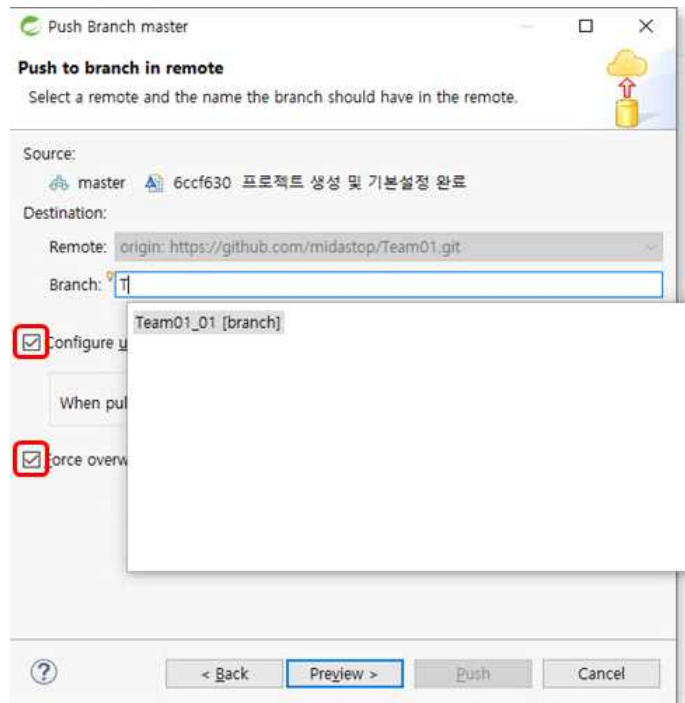 Push Branch master
Push to branch in remote
Select a remote and the name the branch should have in the remote.
Source:
master 6ccf630 프로젝트 생성 및 기본설정 완료
Destination:
Remote: origin: https://github.com/midastop/Team01.git
Branch: T
Team01_01 [branch]
Configure u
When pul
Force overw
< Back Preview > Push Cancel